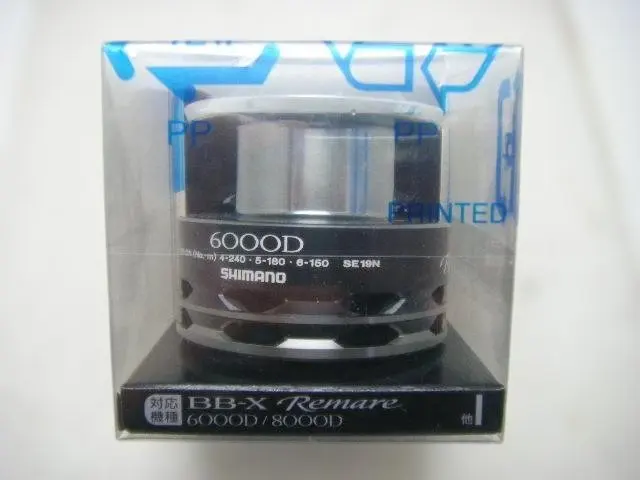 PP
PP
PRINTED
6000D
(No.-m) 4-240・5-180・6-150 SE19N
SHIMANO
対応機種 BB-X Remare
6000D/8000D
他